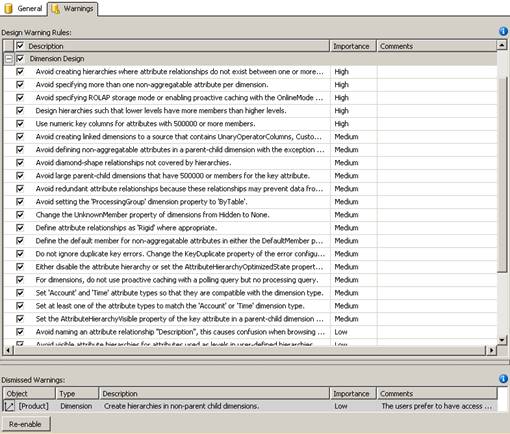 General Warnings
Design Warning Rules:
Description Importance Comments
Dimension Design
Avoid creating hierarchies where attribute relationships do not exist between one or more... High
Avoid specifying more than one non-aggregatable attribute per dimension. High
Avoid specifying ROLAP storage mode or enabling proactive caching with the OnlineMode ... High
Design hierarchies such that lower levels have more members than higher levels. High
Use numeric key columns for attributes with 500000 or more members. High
Avoid creating linked dimensions to a source that contains UnaryOperatorColumns, Custo... Medium
Avoid defining non-aggregatable attributes in a parent-child dimension with the exception ... Medium
Avoid diamond-shape relationships not covered by hierarchies. Medium
Avoid large parent-child dimensions that have 500000 or members for the key attribute. Medium
Avoid redundant attribute relationships because these relationships may prevent data fro... Medium
Avoid setting the 'ProcessingGroup' dimension property to 'ByTable'. Medium
Change the UnknownMember property of dimensions from Hidden to None. Medium
Define attribute relationships as 'Rigid' where appropriate. Medium
Define the default member for non-aggregatable attributes in either the DefaultMember p... Medium
Do not ignore duplicate key errors. Change the KeyDuplicate property of the error configu... Medium
Either disable the attribute hierarchy or set the AttributeHierarchyOptimizedState propert... Medium
For dimensions, do not use proactive caching with a polling query but no processing query. Medium
Set 'Account' and 'Time' attribute types so that they are compatible with the dimension type. Medium
Set at least one of the attribute types to match the 'Account' or 'Time' dimension type. Medium
Set the AttributeHierarchyVisible property of the key attribute in a parent-child dimension ... Medium
Avoid naming an attribute relationship "Description", this causes confusion when browsing ... Low
Avoid visible attribute hierarchies for attributes used as levels in user-defined hierarchies. Low
Dismissed Warnings:
Object Type Description Importance Comments
[Product] Dimension Create hierarchies in non-parent child dimensions. Low The users prefer to have access ...
Re-enable